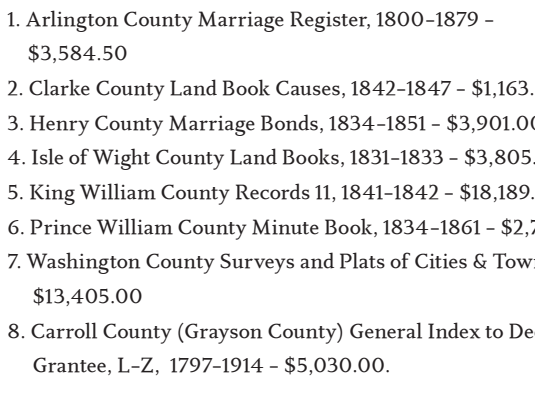 1. Arlington County Marriage Register, 1800–1879 –
$3,584.50
2. Clarke County Land Book Causes, 1842–1847 – $1,163.
3. Henry County Marriage Bonds, 1834–1851 – $3,901.00
4. Isle of Wight County Land Books, 1831–1833 – $3,805.
5. King William County Records 11, 1841–1842 – $18,189.
6. Prince William County Minute Book, 1834–1861 – $2,7
7. Washington County Surveys and Plats of Cities & Tow
$13,405.00
8. Carroll County (Grayson County) General Index to De
Grantee, L–Z, 1797–1914 – $5,030.00.